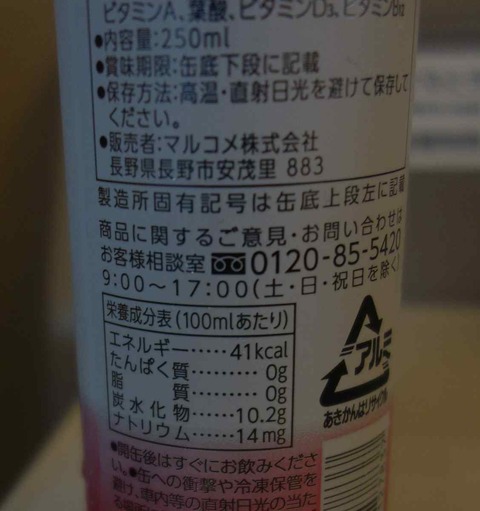 ビタミンA、葉酸、ビタミンD3、ビタミンB12
●内容量:250ml
●賞味期限:缶底下段に記載
●保存方法:高温・直射日光を避けて保存して
ください。
●販売者:マルコメ株式会社
長野県長野市安茂里 883
製造所固有記号は缶底上段左に記載
商品に関するご意見・お問い合わせは
お客様相談室 0120-85-5420
9:00〜17:00(土・日・祝日を除く)
栄養成分表(100mlあたり)
エネルギー……41kcal
たんぱく質……0g
脂質……0g
炭水化物……10.2g
ナトリウム……14mg
アルミ
あきかんはリサイクル
●開缶後はすぐにお飲みくださ
い。●缶への衝撃や冷凍保管を
避け、車内等の直射日光の当た